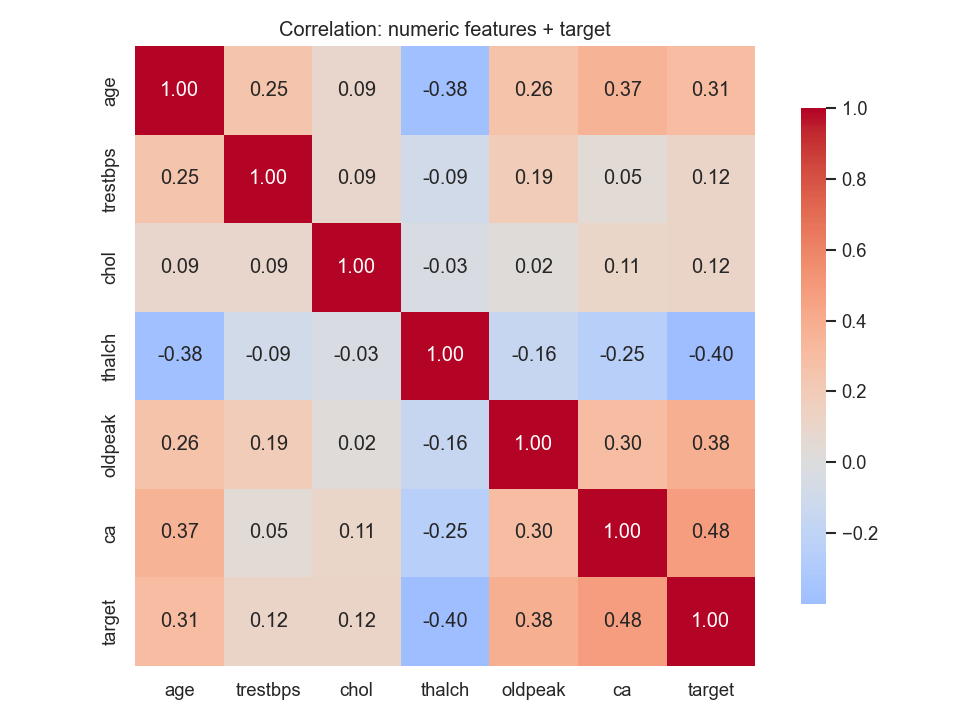 Correlation: numeric features + target
age 1.00 0.25 0.09 -0.38 0.26 0.37 0.31
trestbps 0.25 1.00 0.09 -0.09 0.19 0.05 0.12
chol 0.09 0.09 1.00 -0.03 0.02 0.11 0.12
thalch -0.38 -0.09 -0.03 1.00 -0.16 -0.25 -0.40
oldpeak 0.26 0.19 0.02 -0.16 1.00 0.30 0.38
ca 0.37 0.05 0.11 -0.25 0.30 1.00 0.48
target 0.31 0.12 0.12 -0.40 0.38 0.48 1.00
age trestbps chol thalch oldpeak ca target
1.0
0.8
0.6
0.4
0.2
0.0
−0.2